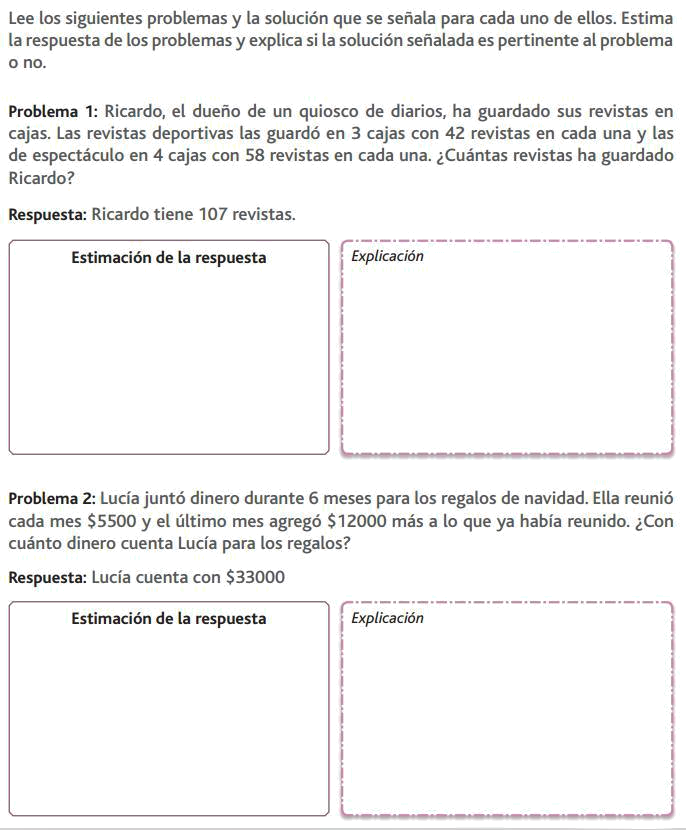 Lee los siguientes problemas y la solución que se señala para cada uno de ellos. Estima
la respuesta de los problemas y explica si la solución señalada es pertinente al problema
o no.
Problema 1: Ricardo, el dueño de un quiosco de diarios, ha guardado sus revistas en
cajas. Las revistas deportivas las guardó en 3 cajas con 42 revistas en cada una y las
de espectáculo en 4 cajas con 58 revistas en cada una. ¿Cuántas revistas ha guardado
Ricardo?
Respuesta: Ricardo tiene 107 revistas.
Estimación de la respuesta
Explicación
Problema 2: Lucía juntó dinero durante 6 meses para los regalos de navidad. Ella reunió
cada mes $5500 y el último mes agregó $12000 más a lo que ya había reunido. ¿Con
cuánto dinero cuenta Lucía para los regalos?
Respuesta: Lucía cuenta con $33000
Estimación de la respuesta
Explicación